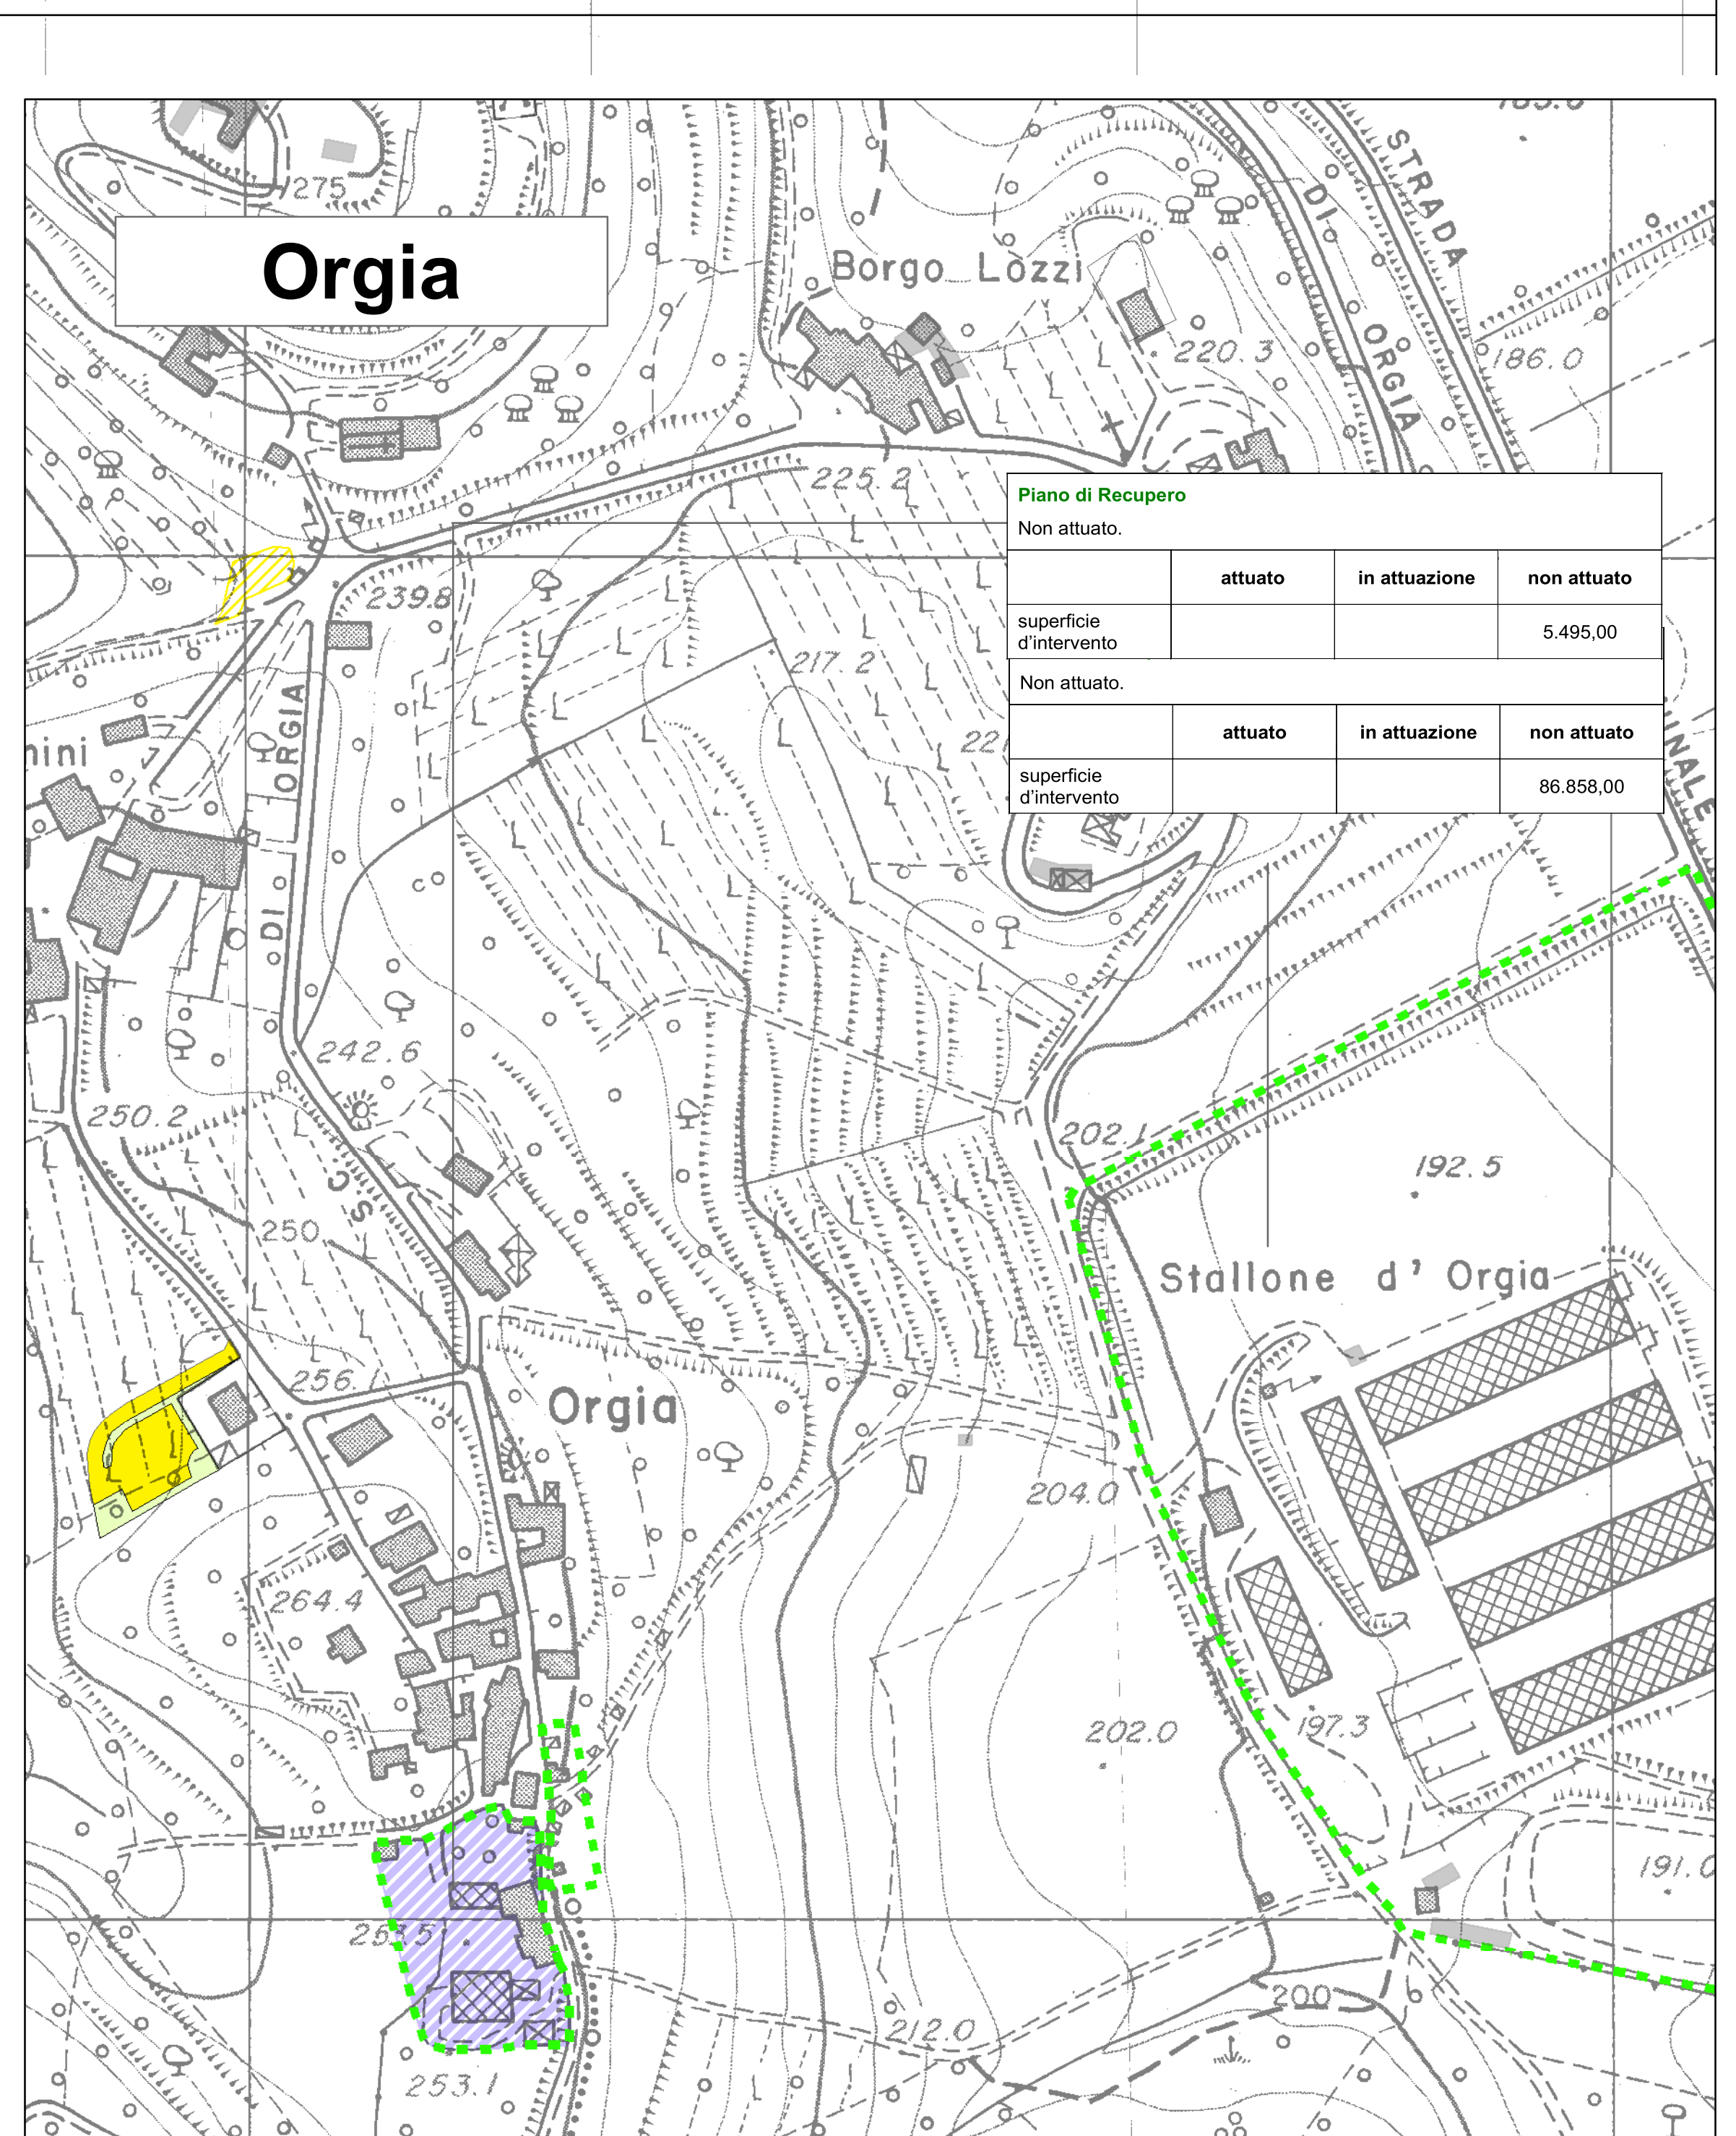 275
Orgia
Borgo Lozzi
STRADA
DI ORGIA
220.3
186.0
225.2
Piano di Recupero
Non attuato.
attuato in attuazione non attuato
superficie
d'intervento
5.495,00
239.8
217.2
Non attuato.
attuato in attuazione non attuato
superficie
d'intervento
86.858,00
DI ORGIA
S.C.
242.6
250.2
202.1
192.5
250
Stallone d' Orgia
256.1
Orgia
204.0
264.4
202.0
197.3
191.0
263.5
200
212.0
253.1